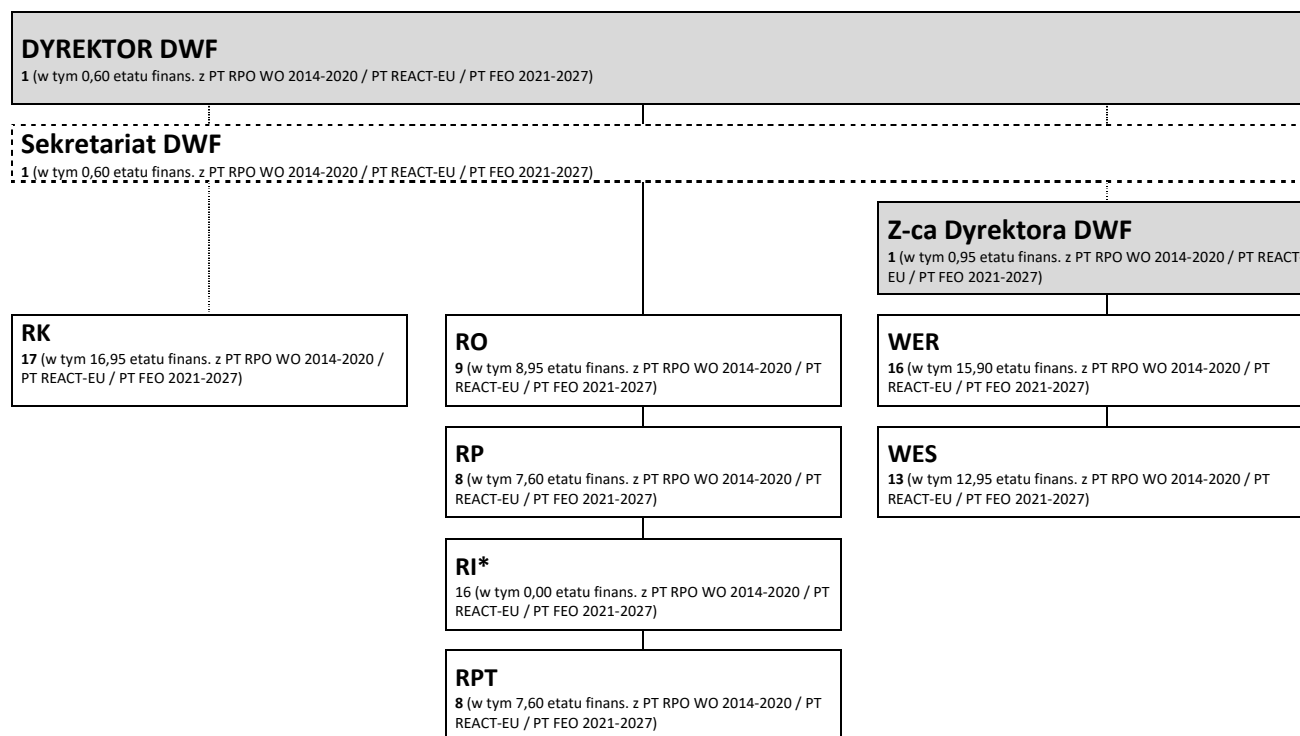 DYREKTOR DWF
1 (w tym 0,60 etatu finans. z PT RPO WO 2014-2020 / PT REACT-EU / PT FEO 2021-2027)
Sekretariat DWF
1 (w tym 0,60 etatu finans. z PT RPO WO 2014-2020 / PT REACT-EU / PT FEO 2021-2027)
Z-ca Dyrektora DWF
1 (w tym 0,95 etatu finans. z PT RPO WO 2014-2020 / PT REACT-
EU / PT FEO 2021-2027)
RK
17 (w tym 16,95 etatu finans. z PT RPO WO 2014-2020 /
PT REACT-EU / PT FEO 2021-2027)
RO
9 (w tym 8,95 etatu finans. z PT RPO WO 2014-2020 / PT
REACT-EU / PT FEO 2021-2027)
WER
16 (w tym 15,90 etatu finans. z PT RPO WO 2014-2020 / PT
REACT-EU / PT FEO 2021-2027)
RP
8 (w tym 7,60 etatu finans. z PT RPO WO 2014-2020 / PT
REACT-EU / PT FEO 2021-2027)
WES
13 (w tym 12,95 etatu finans. z PT RPO WO 2014-2020 / PT
REACT-EU / PT FEO 2021-2027)
RI*
16 (w tym 0,00 etatu finans. z PT RPO WO 2014-2020 / PT
REACT-EU / PT FEO 2021-2027)
RPT
8 (w tym 7,60 etatu finans. z PT RPO WO 2014-2020 / PT
REACT-EU / PT FEO 2021-2027)